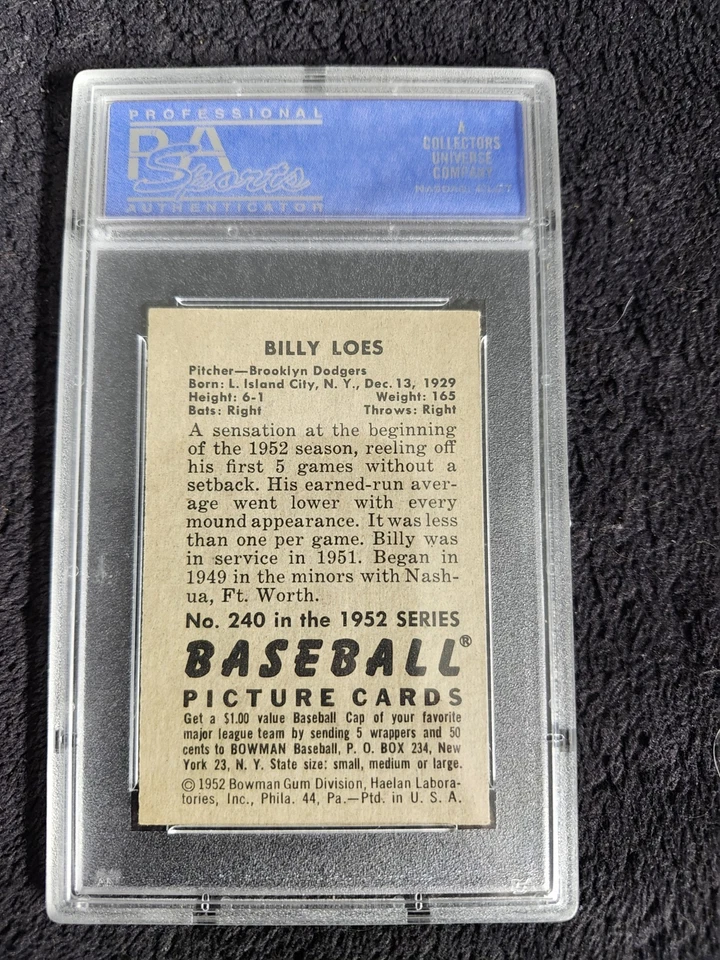 PROFESSIONAL
PSA
Sports
AUTHENTICATOR
A
COLLECTORS
UNIVERSE
COMPANY
BILLY LOES
Pitcher—Brooklyn Dodgers
Born: L. Island City, N. Y., Dec. 13, 1929
Height: 6-1 Weight: 165
Bats: Right Throws: Right
A sensation at the beginning
of the 1952 season, reeling off
his first 5 games without a
setback. His earned-run aver-
age went lower with every
mound appearance. It was less
than one per game. Billy was
in service in 1951. Began in
1949 in the minors with Nash-
ua, Ft. Worth.
No. 240 in the 1952 SERIES
BASEBALL®
PICTURE CARDS
Get a $1.00 value Baseball Cap of your favorite
major league team by sending 5 wrappers and 50
cents to BOWMAN Baseball, P. O. BOX 234, New
York 23, N. Y. State size: small, medium or large.
© 1952 Bowman Gum Division, Haelan Labora-
tories, Inc., Phila. 44, Pa.—Ptd. in U. S. A.